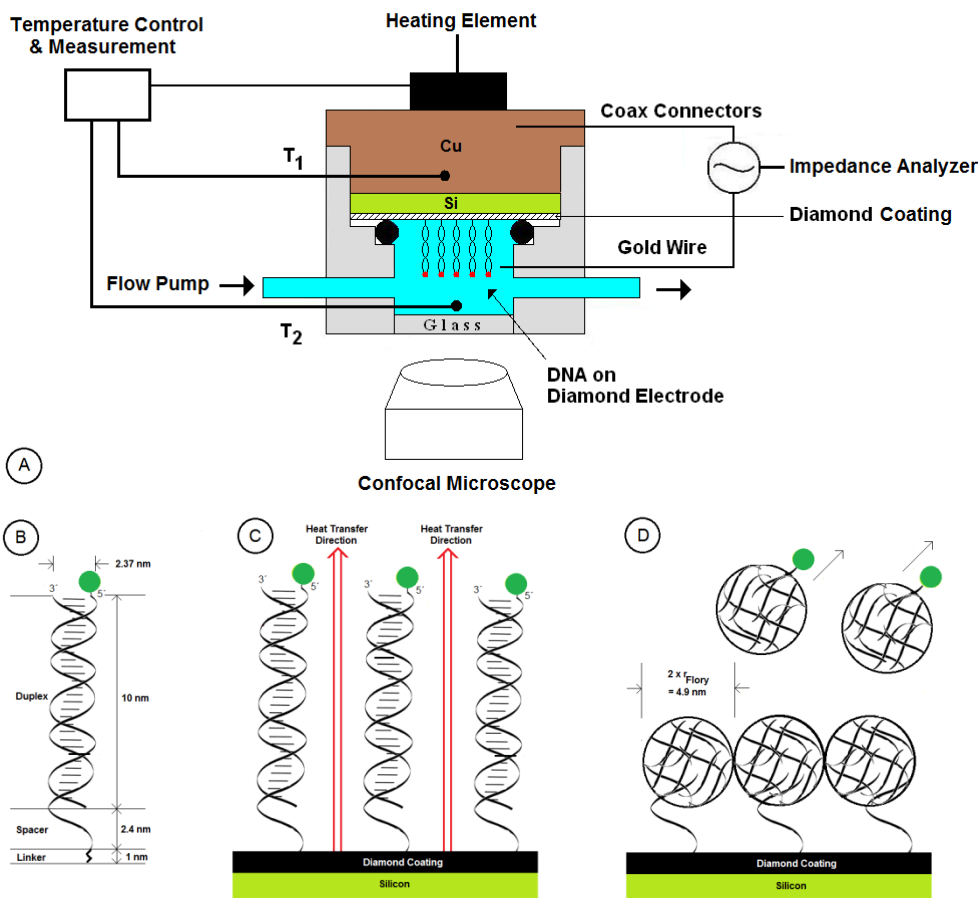 Temperature Control
& Measurement
Heating Element
Coax Connectors
Cu
T1
Impedance Analyzer
Si
Diamond Coating
Gold Wire
Flow Pump
T2
Glass
DNA on
Diamond Electrode
Confocal Microscope
A
B
2.37 nm
3´
5´
Duplex
10 nm
Spacer
2.4 nm
Linker
1 nm
C
Heat Transfer
Direction
Heat Transfer
Direction
3´
5´
3´
5´
3´
5´
Diamond Coating
Silicon
D
2 x rFlory
= 4.9 nm
Diamond Coating
Silicon